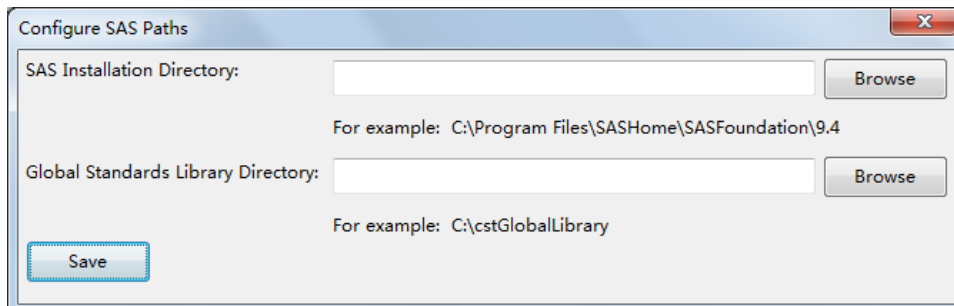 Configure SAS Paths
SAS Installation Directory:
Browse
For example: C:\Program Files\SASHome\SASFoundation\9.4
Global Standards Library Directory:
Browse
For example: C:\cstGlobalLibrary
Save